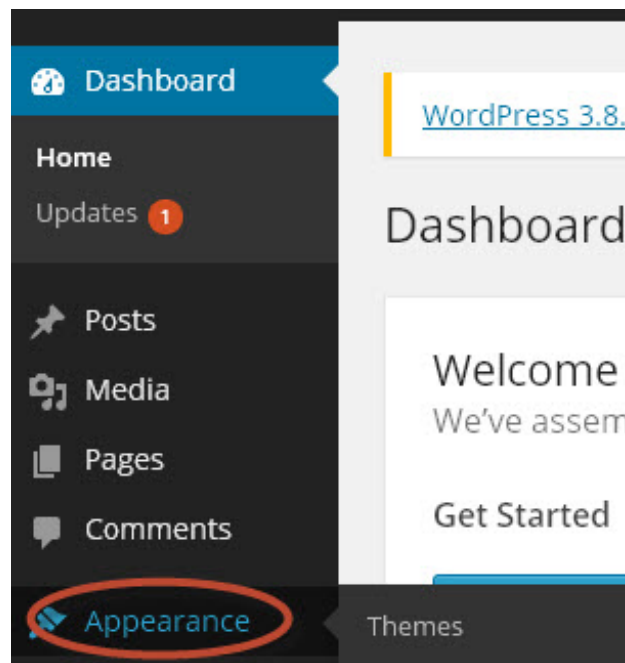 Dashboard
Home
Updates 1
Posts
Media
Pages
Comments
Appearance
Themes
WordPress 3.8.
Dashboard
Welcome
We've assem
Get Started